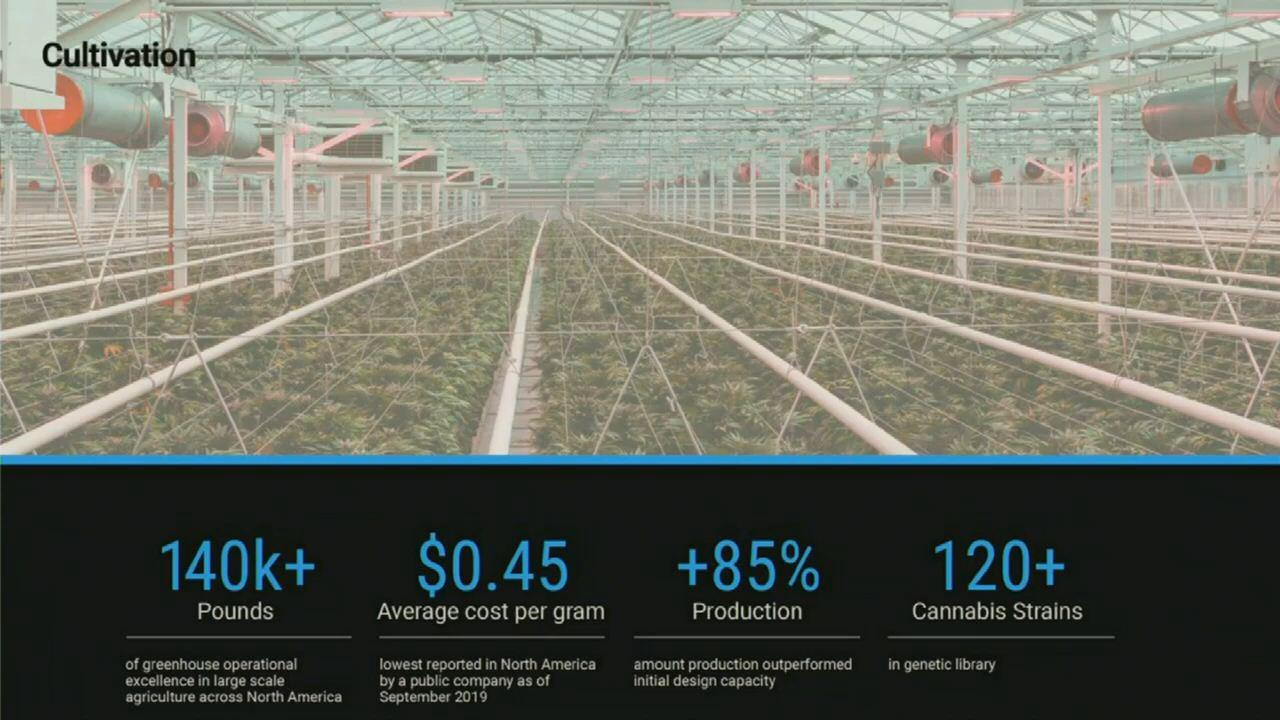 Cultivation
140k+
Pounds
of greenhouse operational
excellence in large scale
agriculture across North America
$0.45
Average cost per gram
lowest reported in North America
by a public company as of
September 2019
+85%
Production
amount production outperformed
initial design capacity
120+
Cannabis Strains
in genetic library